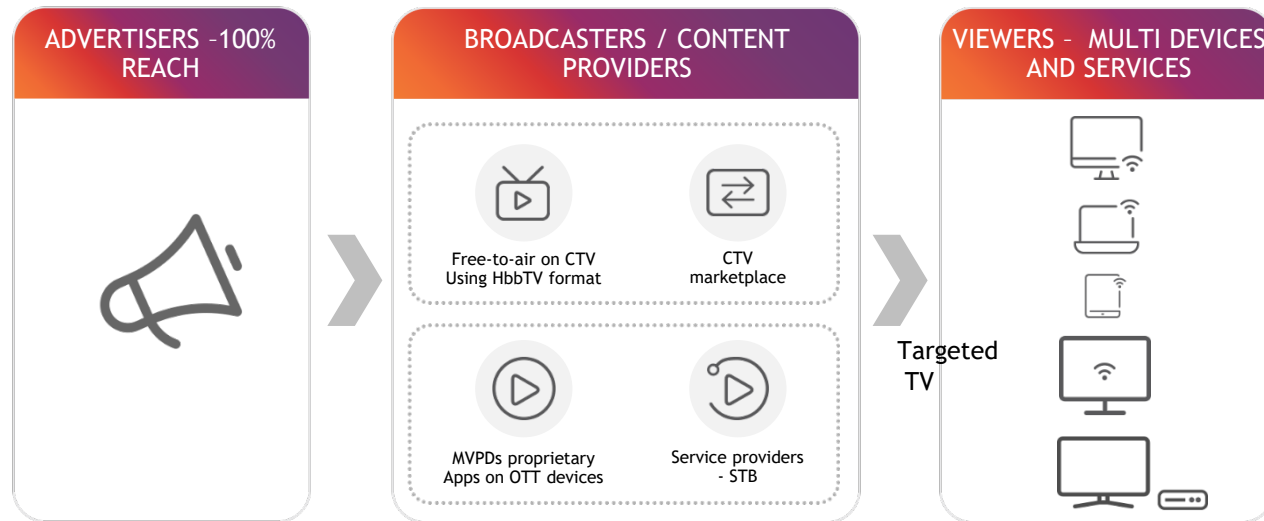 ADVERTISERS –100%
REACH
BROADCASTERS / CONTENT
PROVIDERS
Free-to-air on CTV
Using HbbTV format
CTV
marketplace
MVPDs proprietary
Apps on OTT devices
Service providers
- STB
Targeted
TV
VIEWERS – MULTI DEVICES
AND SERVICES